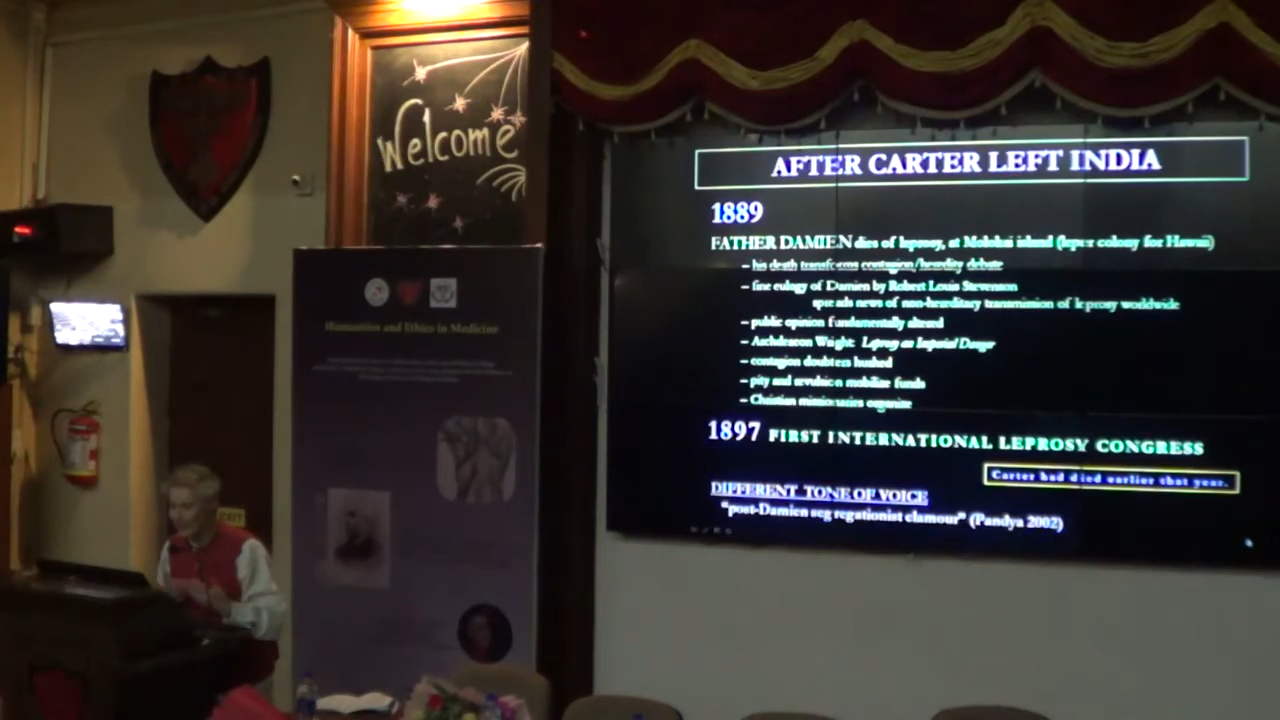 Welcome
Humanities and Ethics in Medicine
EXIT
AFTER CARTER LEFT INDIA
1889
FATHER DAMIEN dies of leprosy, at Molokai island (leper colony for Hawaii)
– his death transforms contagion/heredity debate
– fine eulogy of Damien by Robert Louis Stevenson
spreads news of non-hereditary transmission of leprosy worldwide
– public opinion fundamentally altered
– Archdeacon Wright: Leprosy an Imperial Danger
– contagion doubters hushed
– pity and revulsion mobilize funds
– Christian missionaries organize
1897 FIRST INTERNATIONAL LEPROSY CONGRESS
Carter had died earlier that year.
DIFFERENT TONE OF VOICE
"post-Damien segregationist clamour" (Pandya 2002)